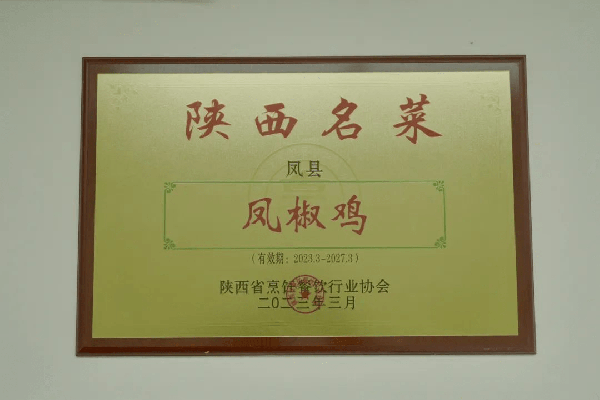 陕西名菜
凤县
凤椒鸡
(有效期：2023.3-2027.3)
陕西省烹饪餐饮行业协会
二〇二三年三月